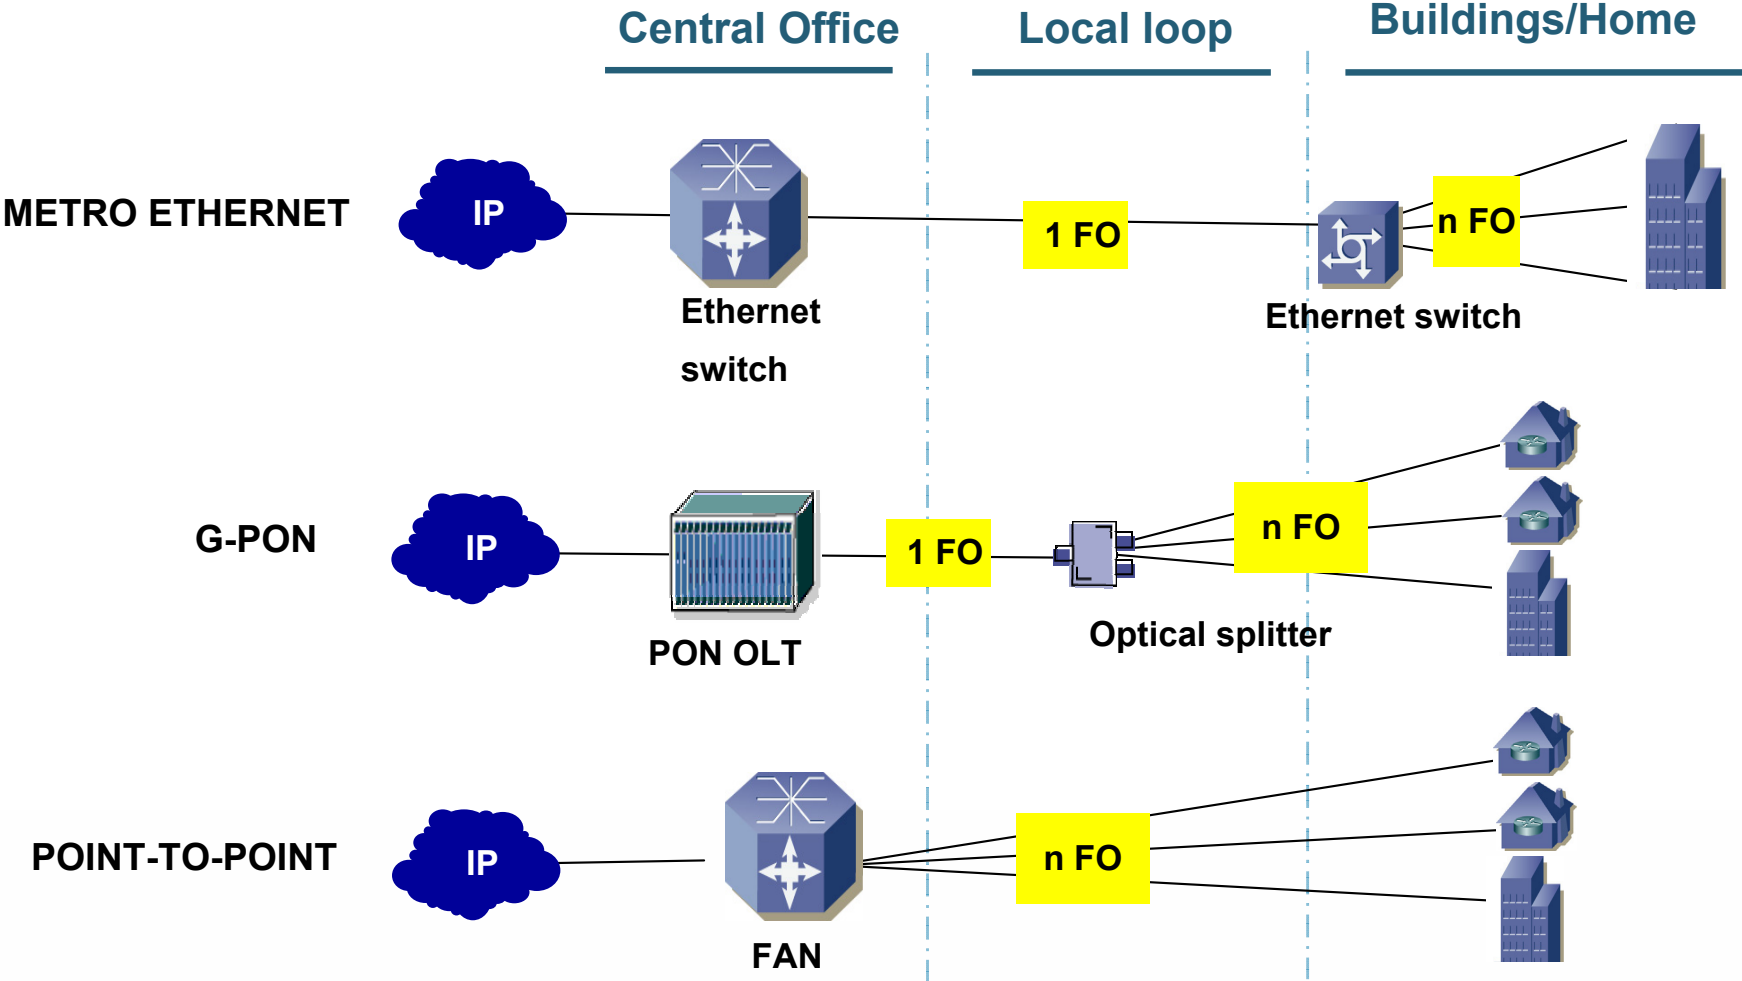 Central Office
Local loop
Buildings/Home
METRO ETHERNET
IP
1 FO
n FO
Ethernet
switch
Ethernet switch
G-PON
IP
1 FO
n FO
PON OLT
Optical splitter
POINT-TO-POINT
IP
n FO
FAN